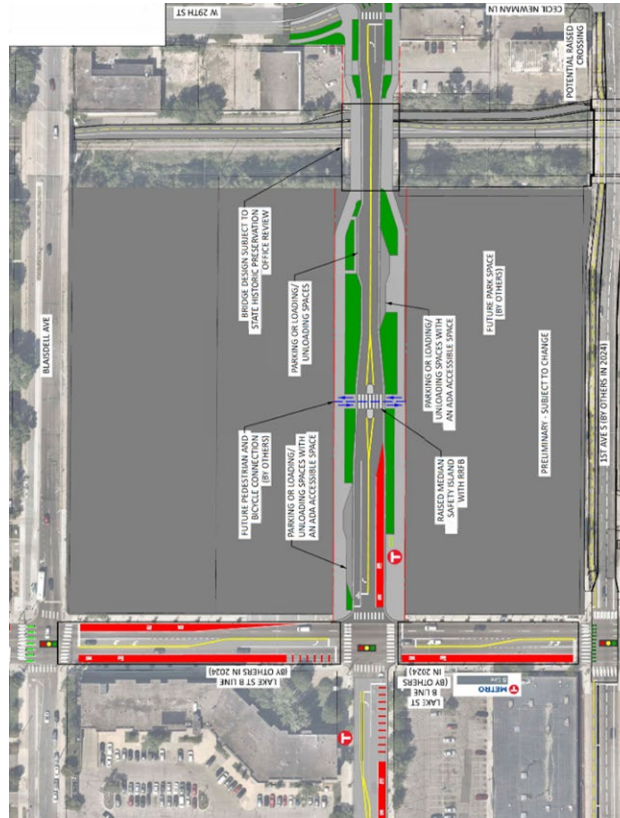 W 29TH ST
CECIL NEWMAN LN
POTENTIAL RAISED
CROSSING
BLAISDELL AVE
BRIDGE DESIGN SUBJECT TO
STATE HISTORIC PRESERVATION
OFFICE REVIEW
PARKING OR LOADING/
UNLOADING SPACES
PARKING OR LOADING/
UNLOADING SPACES WITH
AN ADA ACCESSIBLE SPACE
FUTURE PARK SPACE
(BY OTHERS)
FUTURE PEDESTRIAN AND
BICYCLE CONNECTION
(BY OTHERS)
PARKING OR LOADING/
UNLOADING SPACES WITH
AN ADA ACCESSIBLE SPACE
RAISED MEDIAN
SAFETY ISLAND
WITH RRFB
PRELIMINARY - SUBJECT TO CHANGE
1ST AVE S (BY OTHERS IN 2024)
T
LAKE ST B LINE
(BY OTHERS IN 2024)
LAKE ST
B LINE
(BY OTHERS
IN 2024)
T METRO
B Line
T